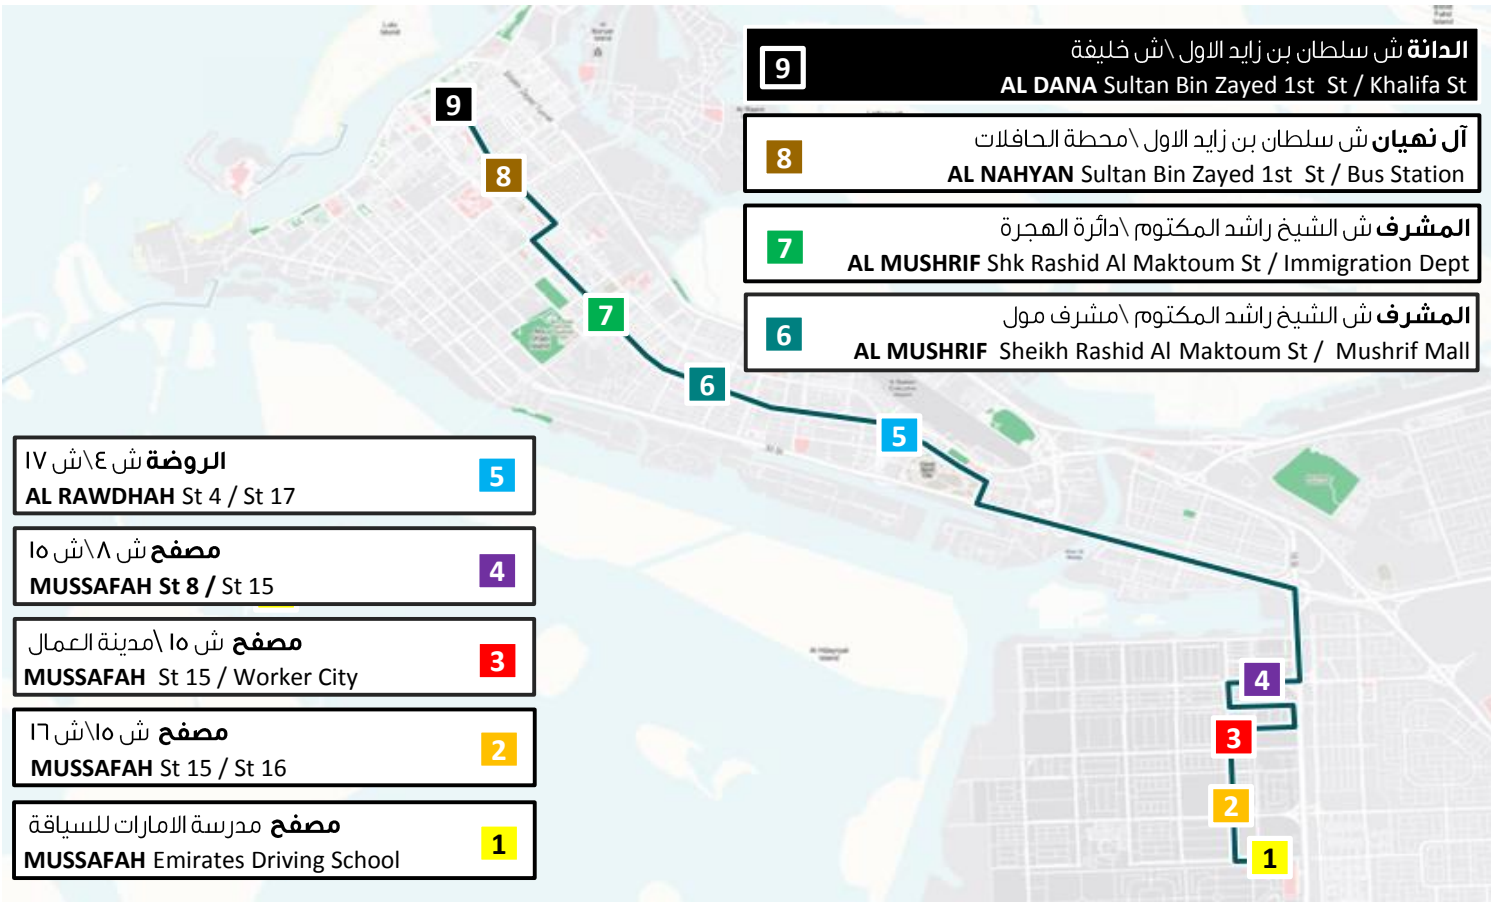 9
الدانة ش سلطان بن زايد الاول \ش خليفة
AL DANA Sultan Bin Zayed 1st St / Khalifa St
8
آل نهيان ش سلطان بن زايد الاول \محطة الحافلات
AL NAHYAN Sultan Bin Zayed 1st St / Bus Station
7
المشرف ش الشيخ راشد المكتوم \دائرة الهجرة
AL MUSHRIF Shk Rashid Al Maktoum St / Immigration Dept
6
المشرف ش الشيخ راشد المكتوم \مشرف مول
AL MUSHRIF Sheikh Rashid Al Maktoum St / Mushrif Mall
9
8
7
6
5
4
3
2
1
الروضة ش ٤\ش ١٧
AL RAWDHAH St 4 / St 17
5
مصفح ش ٨\ش ١٥
MUSSAFAH St 8 / St 15
4
مصفح ش ١٥ \مدينة العمال
MUSSAFAH St 15 / Worker City
3
مصفح ش ١٥\ش ١٦
MUSSAFAH St 15 / St 16
2
مصفح مدرسة الامارات للسياقة
MUSSAFAH Emirates Driving School
1